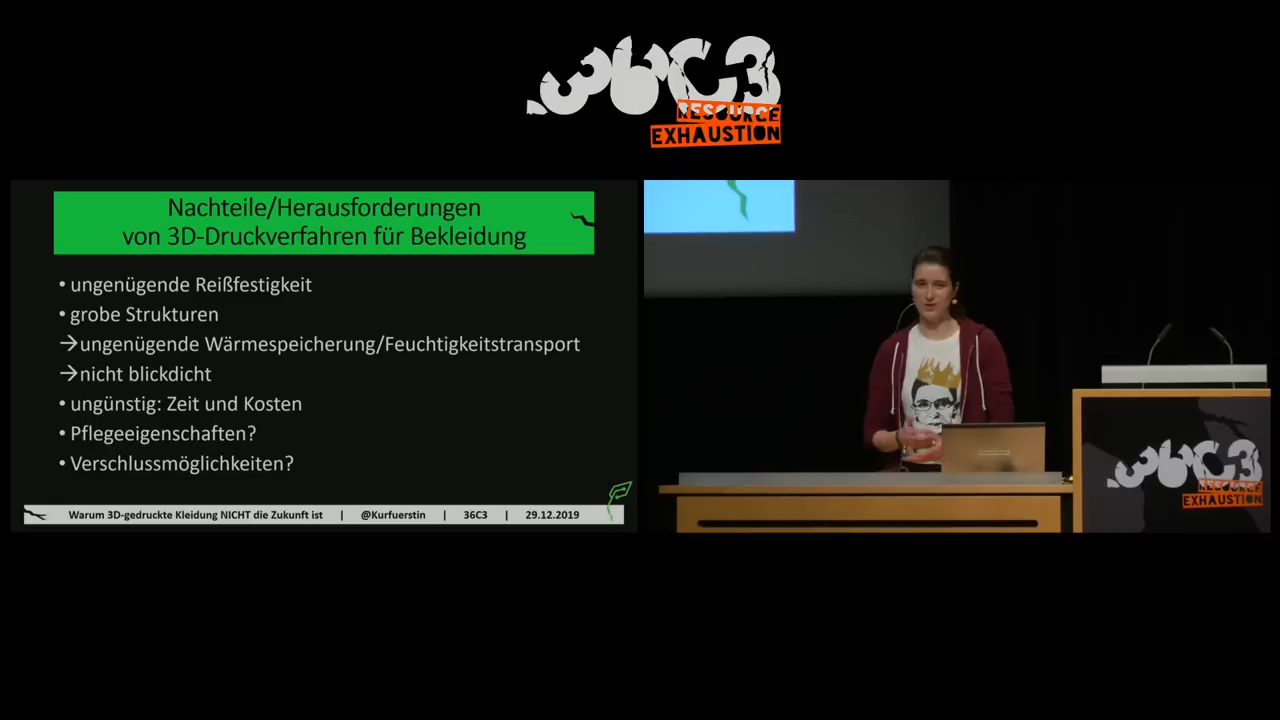 36C3
RESOURCE
EXHAUSTION
Nachteile/Herausforderungen
von 3D-Druckverfahren für Bekleidung
• ungenügende Reißfestigkeit
• grobe Strukturen
→ungenügende Wärmespeicherung/Feuchtigkeitstransport
→nicht blickdicht
• ungünstig: Zeit und Kosten
• Pflegeeigenschaften?
• Verschlussmöglichkeiten?
Warum 3D-gedruckte Kleidung NICHT die Zukunft ist | @Kurfuerstin | 36C3 | 29.12.2019
36C3
RESOURCE
EXHAUSTION